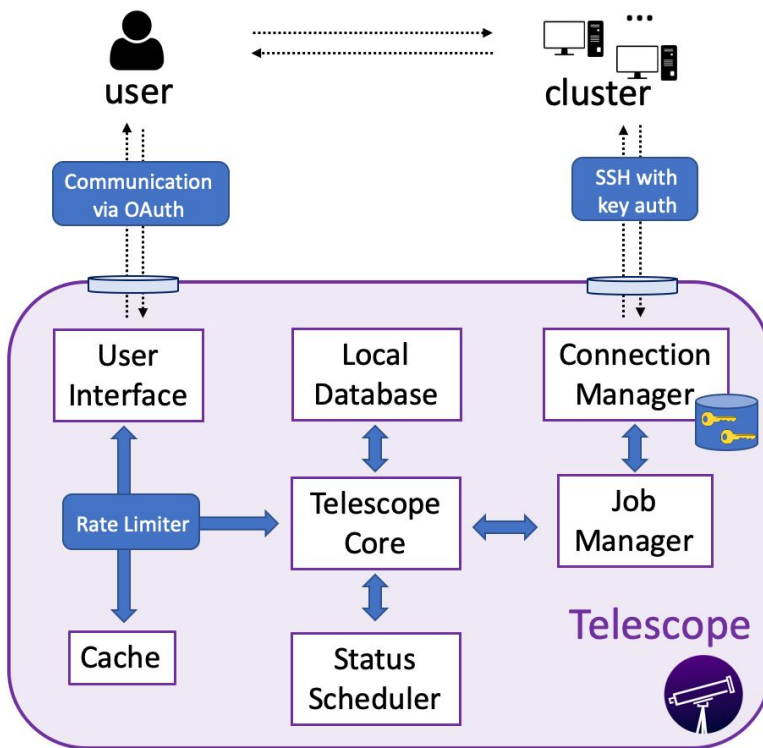 user
cluster
Communication
via OAuth
SSH with
key auth
User
Interface
Local
Database
Connection
Manager
Rate Limiter
Telescope
Core
Job
Manager
Cache
Status
Scheduler
Telescope